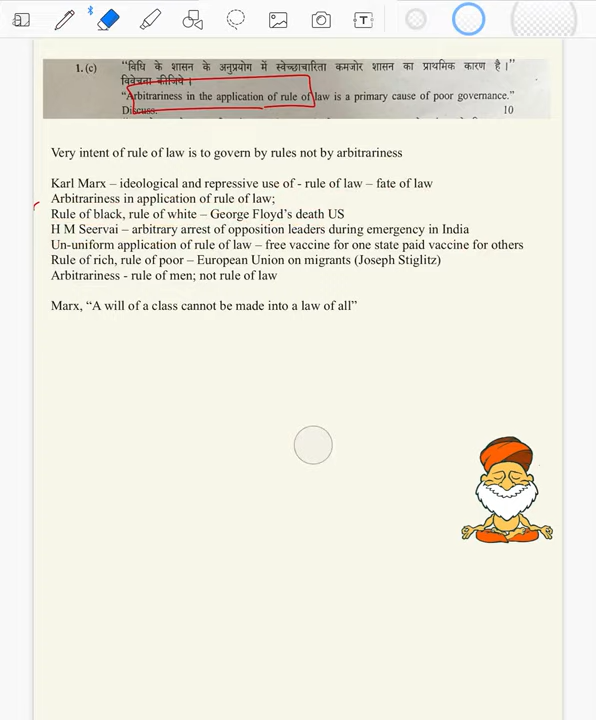 1. (c) "विधि के शासन के अनुप्रयोग में स्वेच्छाचारिता कमजोर शासन का प्राथमिक कारण है।"
विवेचना कीजिये।
"Arbitrariness in the application of rule of law is a primary cause of poor governance."
Discuss. 10
Very intent of rule of law is to govern by rules not by arbitrariness
Karl Marx – ideological and repressive use of - rule of law – fate of law
Arbitrariness in application of rule of law;
Rule of black, rule of white – George Floyd's death US
H M Seervai – arbitrary arrest of opposition leaders during emergency in India
Un-uniform application of rule of law – free vaccine for one state paid vaccine for others
Rule of rich, rule of poor – European Union on migrants (Joseph Stiglitz)
Arbitrariness - rule of men; not rule of law
Marx, "A will of a class cannot be made into a law of all"